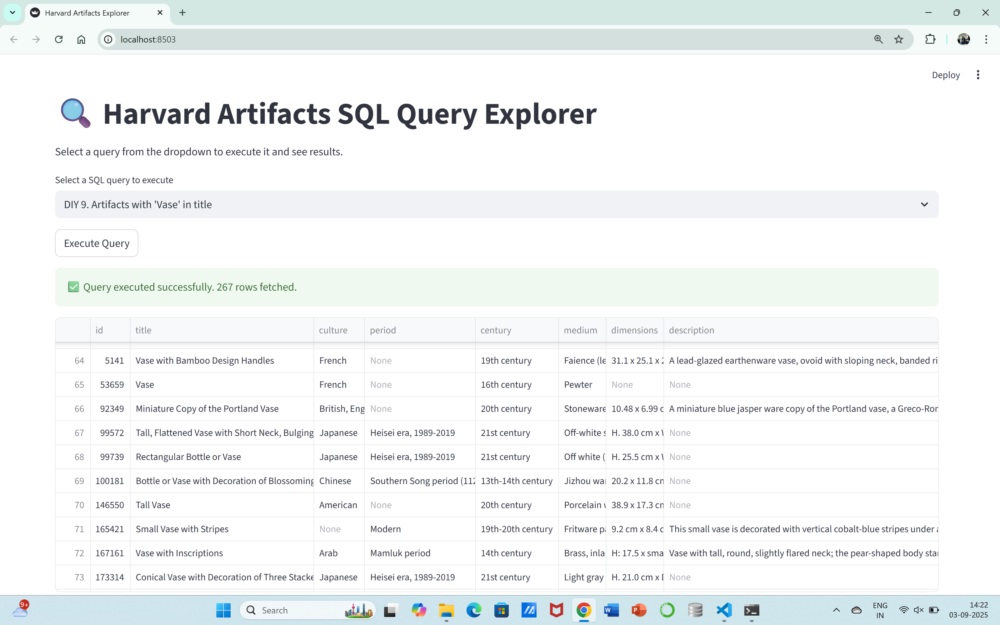 Harvard Artifacts Explorer
localhost:8503
Deploy
Harvard Artifacts SQL Query Explorer
Select a query from the dropdown to execute it and see results.
Select a SQL query to execute
DIY 9. Artifacts with 'Vase' in title
Execute Query
Query executed successfully. 267 rows fetched.
id title culture period century medium dimensions description
64 5141 Vase with Bamboo Design Handles French None 19th century Faience (le 31.1 x 25.1 x 2 A lead-glazed earthenware vase, ovoid with sloping neck, banded ri
65 53659 Vase French None 16th century Pewter None None
66 92349 Miniature Copy of the Portland Vase British, Eng None 20th century Stoneware 10.48 x 6.99 c A miniature blue jasper ware copy of the Portland vase, a Greco-Ror
67 99572 Tall, Flattened Vase with Short Neck, Bulging Japanese Heisei era, 1989-2019 21st century Off-white s H. 38.0 cm x None
68 99739 Rectangular Bottle or Vase Japanese Heisei era, 1989-2019 21st century Off white ( H. 25.5 cm x None
69 100181 Bottle or Vase with Decoration of Blossoming Chinese Southern Song period (112 13th-14th century Jizhou wa 20.2 x 11.8 cm None
70 146550 Tall Vase American None 20th century Porcelain 38.9 x 17.3 cm None
71 165421 Small Vase with Stripes None Modern 19th-20th century Fritware pa 9.2 cm x 8.4 c This small vase is decorated with vertical cobalt-blue stripes under a
72 167161 Vase with Inscriptions Arab Mamluk period 14th century Brass, inla H: 17.5 x sma Vase with tall, round, slightly flared neck; the pear-shaped body sta
73 173314 Conical Vase with Decoration of Three Stacke Japanese Heisei era, 1989-2019 21st century Light gray H. 21.0 cm x None
9+
Search
ENG
IN
14:22
03-09-2025